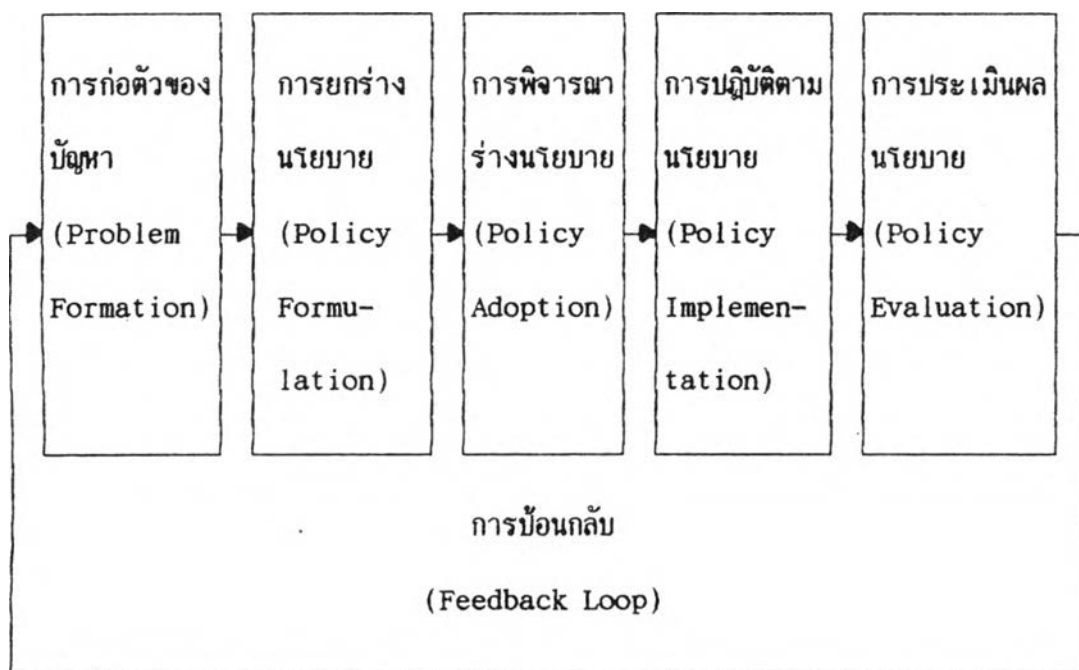 การก่อตัวของ
ปัญหา
(Problem
Formation)
การยกร่าง
นโยบาย
(Policy
Formu-
lation)
การพิจารณา
ร่างนโยบาย
(Policy
Adoption)
การปฏิบัติตาม
นโยบาย
(Policy
Implemen-
tation)
การประเมินผล
นโยบาย
(Policy
Evaluation)
การป้อนกลับ
(Feedback Loop)